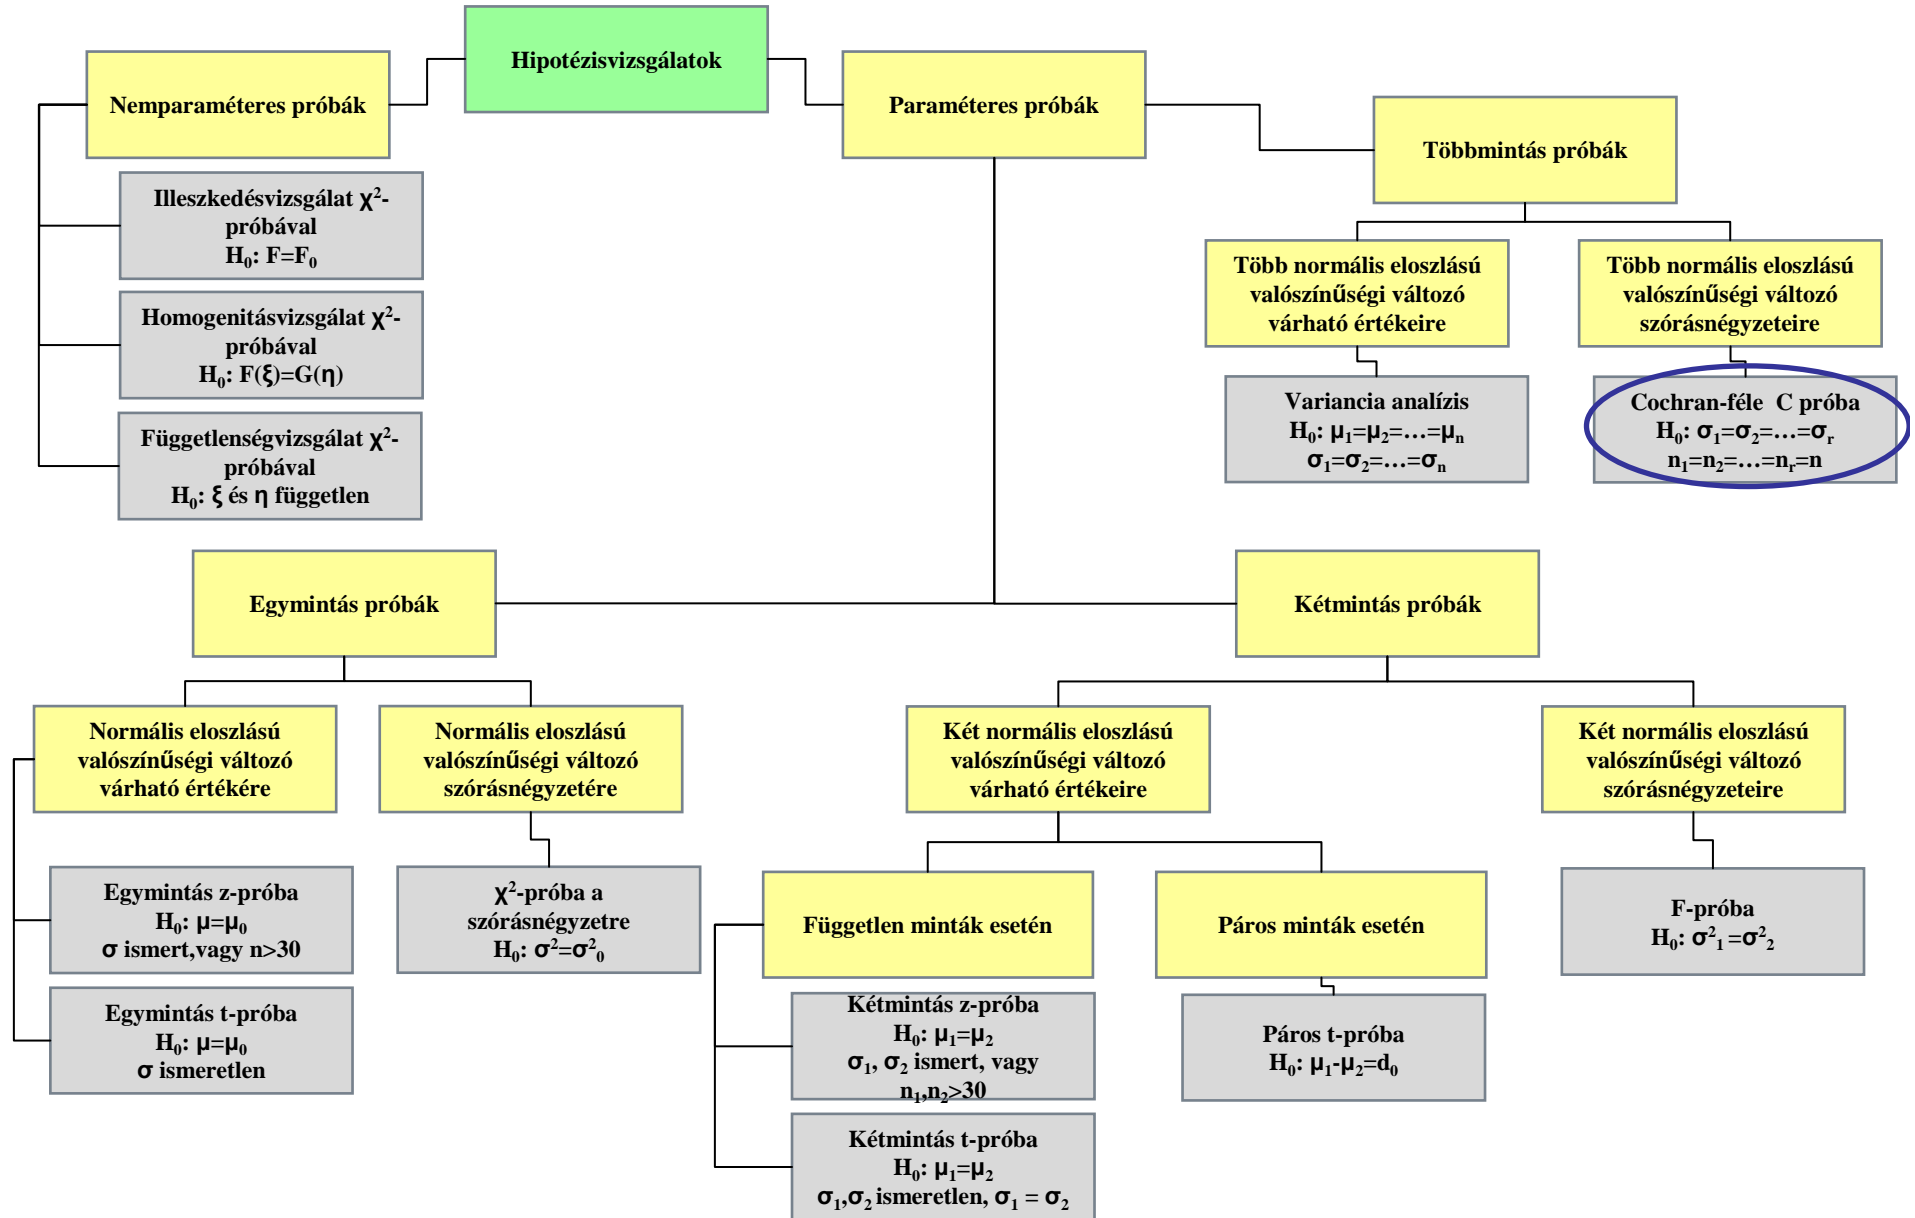 Hipotézisvizsgálatok
Nemparaméteres próbák
Illeszkedésvizsgálat χ²-
próbával
H₀: F=F₀
Homogenitásvizsgálat χ²-
próbával
H₀: F(ξ)=G(η)
Függetlenségvizsgálat χ²-
próbával
H₀: ξ és η független
Paraméteres próbák
Többmintás próbák
Több normális eloszlású
valószínűségi változó
várható értékeire
Variancia analízis
H₀: μ₁=μ₂=…=μₙ
σ₁=σ₂=…=σₙ
Több normális eloszlású
valószínűségi változó
szórásnégyzeteire
Cochran-féle C próba
H₀: σ₁=σ₂=…=σᵣ
n₁=n₂=…=nᵣ=n
Egymintás próbák
Normális eloszlású
valószínűségi változó
várható értékére
Egymintás z-próba
H₀: μ=μ₀
σ ismert,vagy n>30
Egymintás t-próba
H₀: μ=μ₀
σ ismeretlen
Normális eloszlású
valószínűségi változó
szórásnégyzetére
χ²-próba a
szórásnégyzetre
H₀: σ²=σ²₀
Kétmintás próbák
Két normális eloszlású
valószínűségi változó
várható értékeire
Független minták esetén
Kétmintás z-próba
H₀: μ₁=μ₂
σ₁, σ₂ ismert, vagy
n₁,n₂>30
Kétmintás t-próba
H₀: μ₁=μ₂
σ₁,σ₂ ismeretlen, σ₁ = σ₂
Páros minták esetén
Páros t-próba
H₀: μ₁-μ₂=d₀
Két normális eloszlású
valószínűségi változó
szórásnégyzeteire
F-próba
H₀: σ²₁ =σ²₂